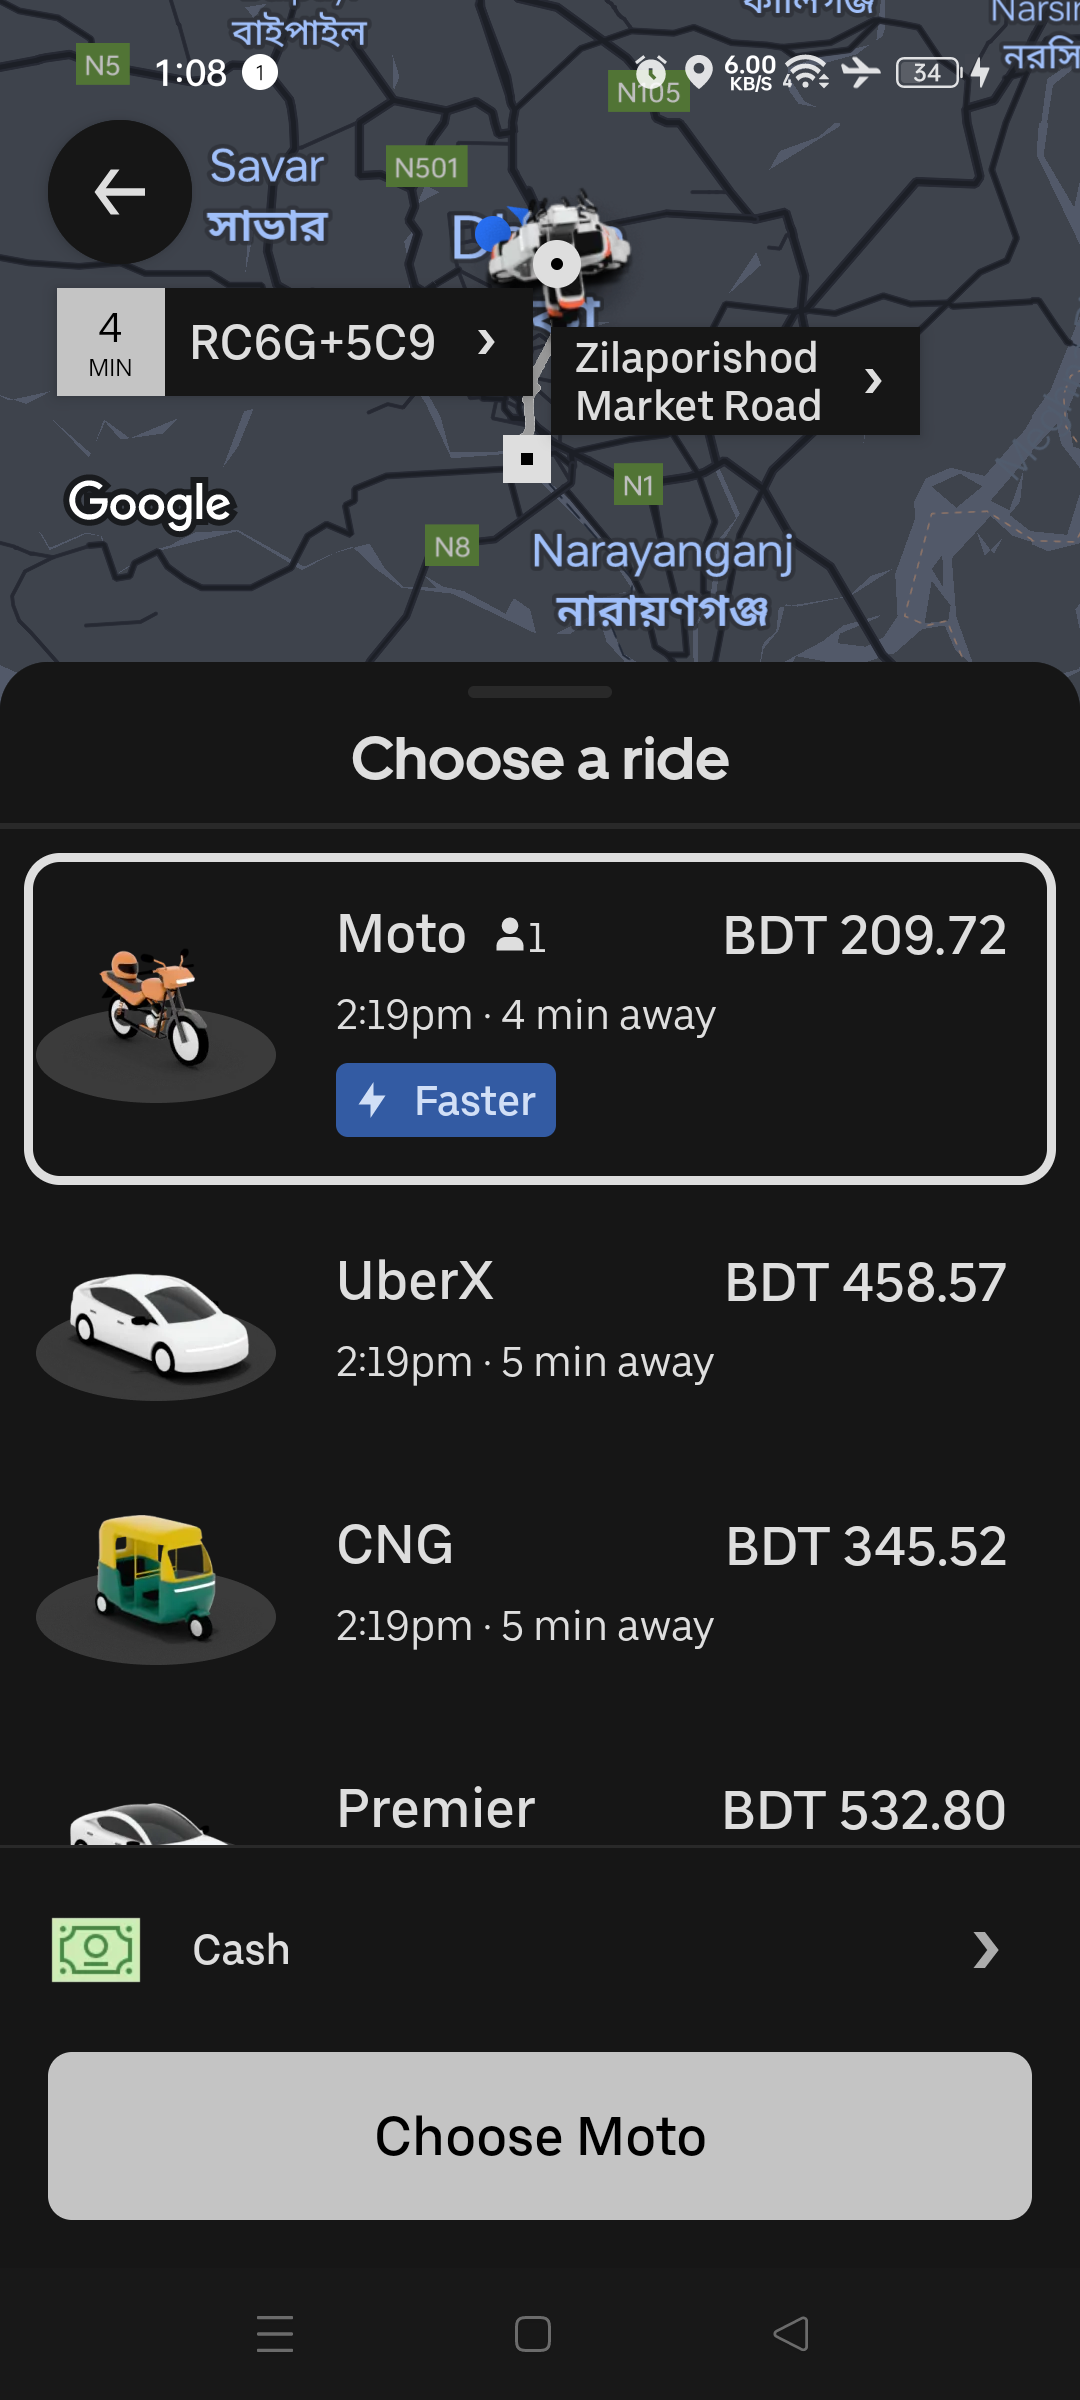 বাইপাইল
N5
1:08
1
N105
6.00
KB/S
4
34
নরসি
Savar
সাভার
N501
4
MIN
RC6G+5C9
Zilaporishod
Market Road
Google
N1
N8
Narayanganj
নারায়ণগঞ্জ
Choose a ride
Moto 1
BDT 209.72
2:19pm · 4 min away
Faster
UberX
BDT 458.57
2:19pm · 5 min away
CNG
BDT 345.52
2:19pm · 5 min away
Premier
BDT 532.80
Cash
Choose Moto